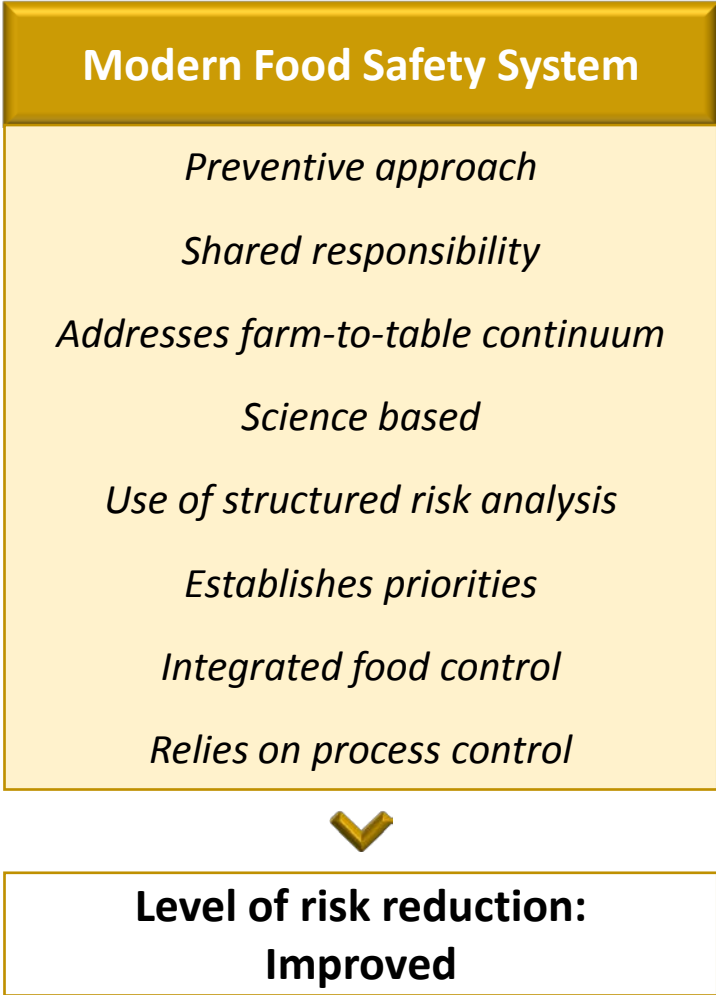 Modern Food Safety System
Preventive approach
Shared responsibility
Addresses farm-to-table continuum
Science based
Use of structured risk analysis
Establishes priorities
Integrated food control
Relies on process control
Level of risk reduction:
Improved